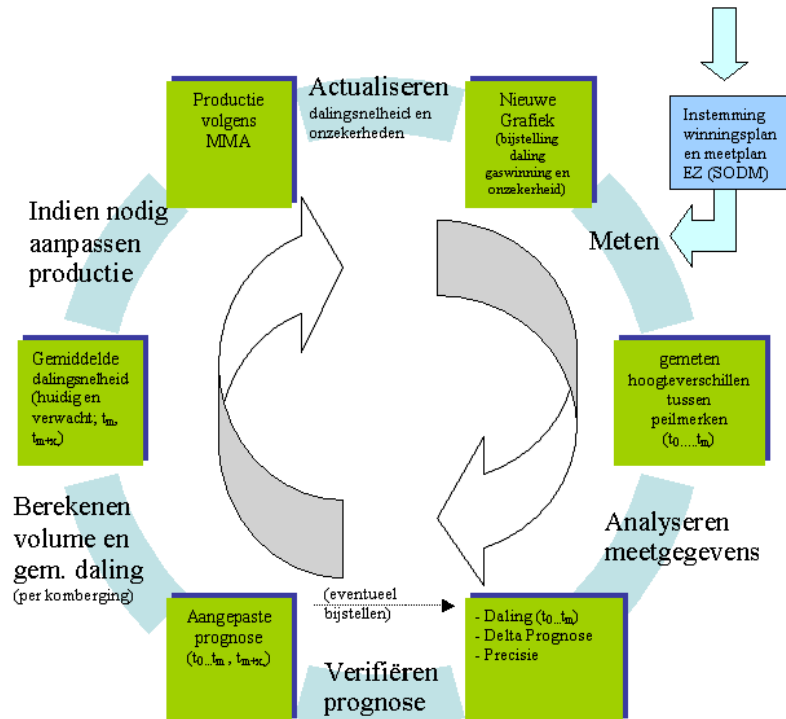 Productie
volgens
MMA
Actualiseren
dalingsnelheid en
onzekerheden
Nieuwe
Grafiek
(bijstelling
daling
gaswinning en
onzekerheid)
Instemming
winningsplan
en meetplan
EZ (SODM)
Meten
gemeten
hoogteverschillen
tussen
peilmerken
(t₀.....tₘ)
Analyseren
meetgegevens
- Daling (t₀...tₘ)
- Delta Prognose
- Precisie
(eventueel
bijstellen)
Verifiëren
prognose
Aangepaste
prognose
(t₀...tₘ , tₘ₊ₓ)
Berekenen
volume en
gem. daling
(per komberging)
Gemiddelde
dalingsnelheid
(huidig en
verwacht; tₘ,
tₘ₊ₓ)
Indien nodig
aanpassen
productie